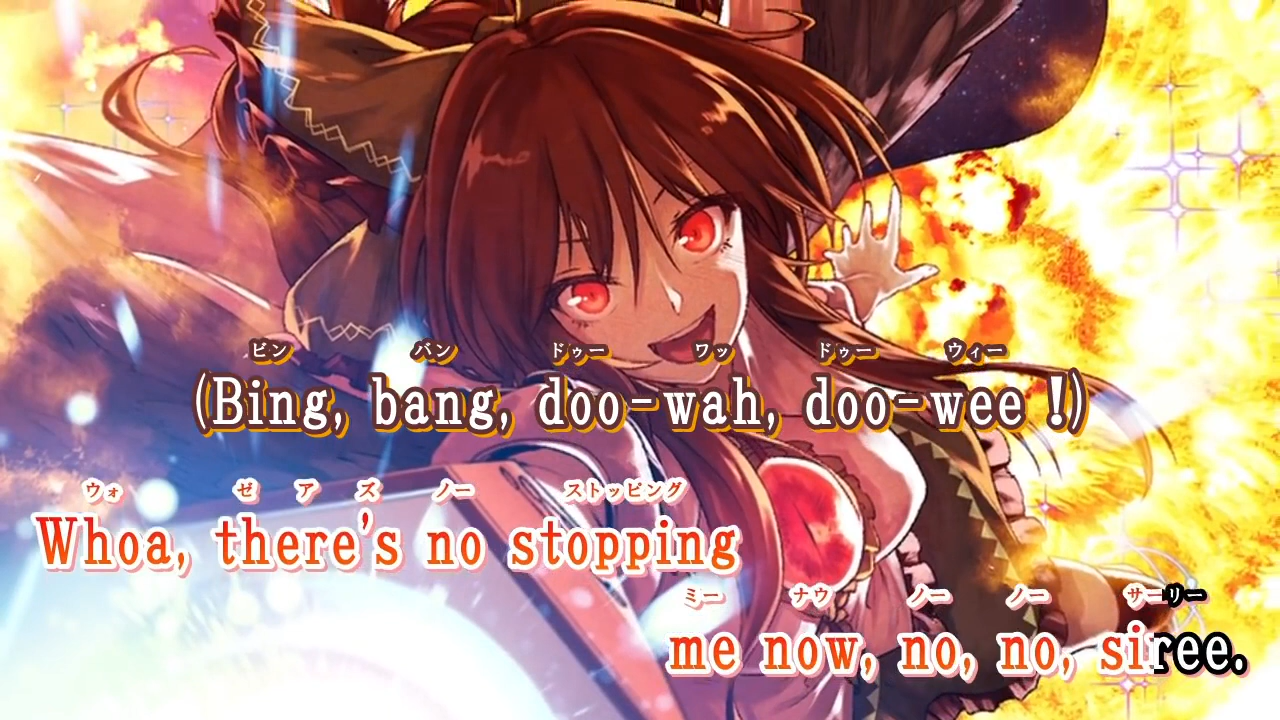 ビン バン ドゥー ワッ ドゥー ウィー
(Bing, bang, doo-wah, doo-wee !)
ウォ ゼ ア ズ ノー ストッピング
Whoa, there's no stopping
ミー ナウ ノー ノー サーリー
me now, no, no, siree.